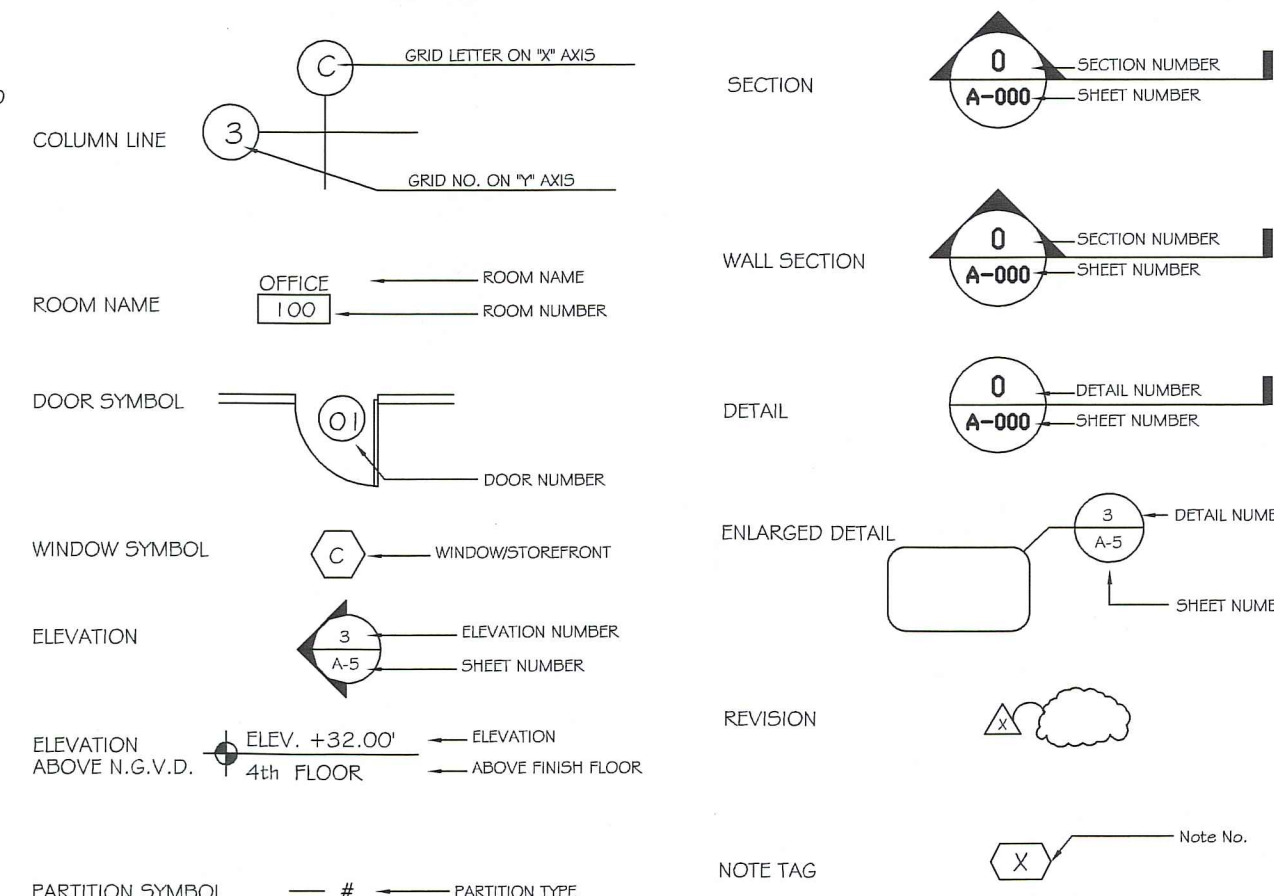 COLUMN LINE
C
GRID LETTER ON "X" AXIS
3
GRID NO. ON "Y" AXIS
ROOM NAME
OFFICE
100
ROOM NAME
ROOM NUMBER
DOOR SYMBOL
01
DOOR NUMBER
WINDOW SYMBOL
C
WINDOW/STOREFRONT
ELEVATION
3
A-5
ELEVATION NUMBER
SHEET NUMBER
ELEVATION
ABOVE N.G.V.D.
ELEV. +32.00'
4th FLOOR
ELEVATION
ABOVE FINISH FLOOR
PARTITION SYMBOL
#
PARTITION TYPE
SECTION
0
A-000
SECTION NUMBER
SHEET NUMBER
WALL SECTION
0
A-000
SECTION NUMBER
SHEET NUMBER
DETAIL
0
A-000
DETAIL NUMBER
SHEET NUMBER
ENLARGED DETAIL
3
A-5
DETAIL
SHEET
REVISION
X
NOTE TAG
X
Note No.